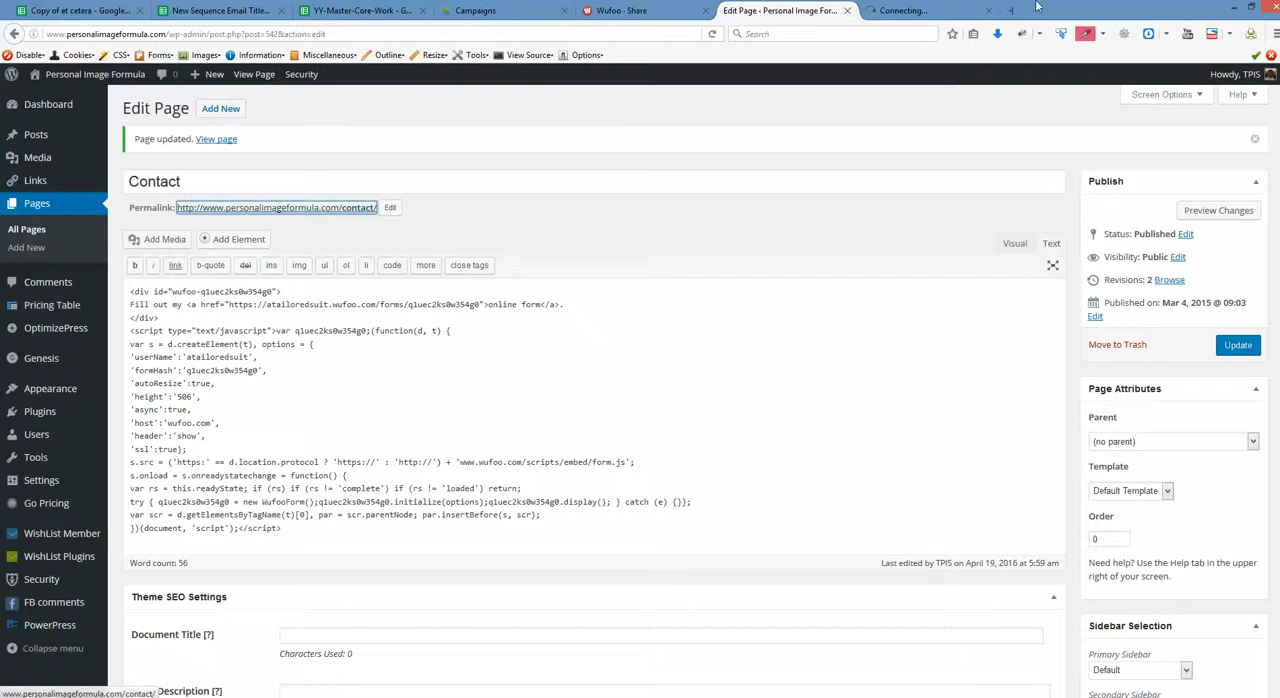 Copy of et cetera - Google...
New Sequence Email Title...
YY-Master-Core-Work - G...
Campaigns
Wufoo · Share
Edit Page ‹ Personal Image For...
Connecting...
www.personalimageformula.com/wp-admin/post.php?post=542&action=edit
Search
Disable
Cookies
CSS
Forms
Images
Information
Miscellaneous
Outline
Resize
Tools
View Source
Options
Personal Image Formula
0
New
View Page
Security
Howdy, TPIS
Dashboard
Posts
Media
Links
Pages
All Pages
Add New
Comments
Pricing Table
OptimizePress
Genesis
Appearance
Plugins
Users
Tools
Settings
Go Pricing
WishList Member
WishList Plugins
Security
FB comments
PowerPress
Collapse menu
www.personalimageformula.com/contact/
Edit Page
Add New
Screen Options
Help
Page updated. View page
Contact
Permalink: http://www.personalimageformula.com/contact/
Edit
Add Media
Add Element
Visual
Text
b
i
link
b-quote
del
ins
img
ul
ol
li
code
more
close tags
<div id="wufoo-q1uec2ks0w354g0">
Fill out my <a href="https://atailoredsuit.wufoo.com/forms/q1uec2ks0w354g0">online form</a>.
</div>
<script type="text/javascript">var q1uec2ks0w354g0;(function(d, t) {
var s = d.createElement(t), options = {
'userName':'atailoredsuit',
'formHash':'q1uec2ks0w354g0',
'autoResize':true,
'height':'506',
'async':true,
'host':'wufoo.com',
'header':'show',
'ssl':true};
s.src = ('https:' == d.location.protocol ? 'https://' : 'http://') + 'www.wufoo.com/scripts/embed/form.js';
s.onload = s.onreadystatechange = function() {
var rs = this.readyState; if (rs) if (rs != 'complete') if (rs != 'loaded') return;
try { q1uec2ks0w354g0 = new WufooForm();q1uec2ks0w354g0.initialize(options);q1uec2ks0w354g0.display(); } catch (e) {}};
var scr = d.getElementsByTagName(t)[0], par = scr.parentNode; par.insertBefore(s, scr);
})(document, 'script');</script>
Word count: 56
Last edited by TPIS on April 19, 2016 at 5:59 am
Theme SEO Settings
Document Title [?]
Characters Used: 0
Description [?]
Publish
Preview Changes
Status: Published Edit
Visibility: Public Edit
Revisions: 2 Browse
Published on: Mar 4, 2015 @ 09:03
Edit
Move to Trash
Update
Page Attributes
Parent
(no parent)
Template
Default Template
Order
0
Need help? Use the Help tab in the upper
right of your screen.
Sidebar Selection
Primary Sidebar
Default
Secondary Sidebar